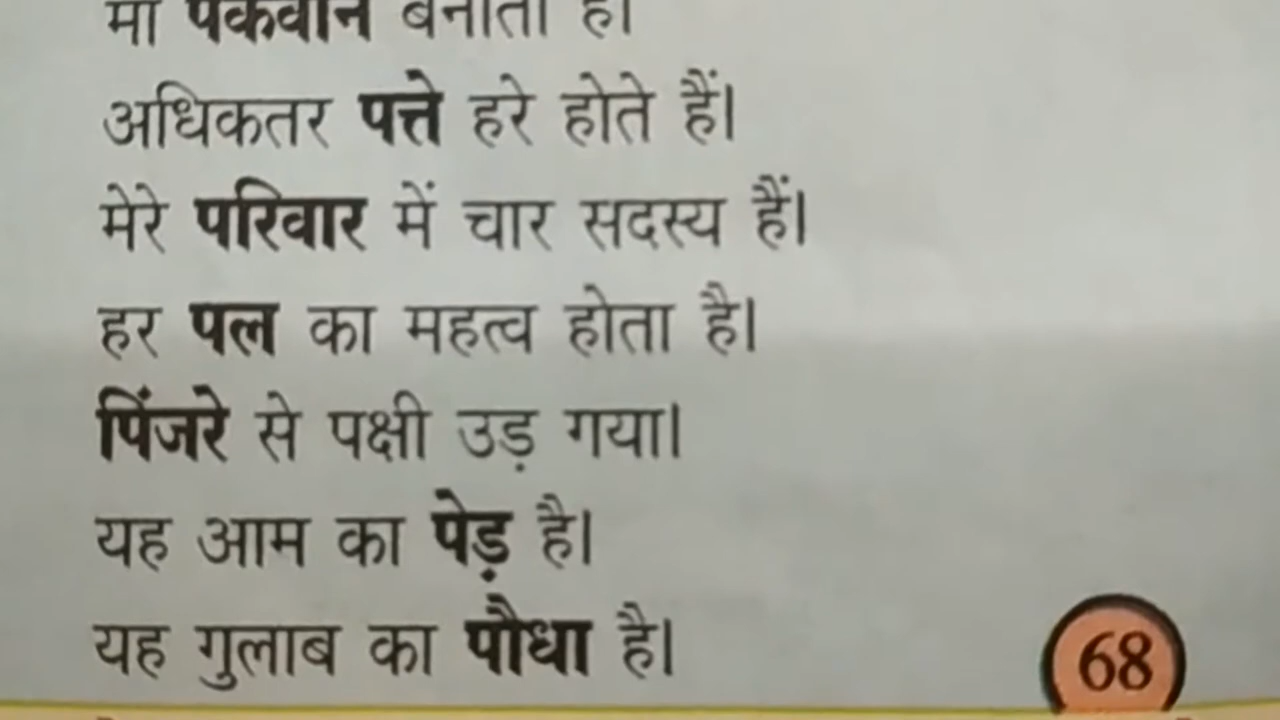 माँ पकवान बनाती है।
अधिकतर पत्ते हरे होते हैं।
मेरे परिवार में चार सदस्य हैं।
हर पल का महत्व होता है।
पिंजरे से पक्षी उड़ गया।
यह आम का पेड़ है।
यह गुलाब का पौधा है।
68